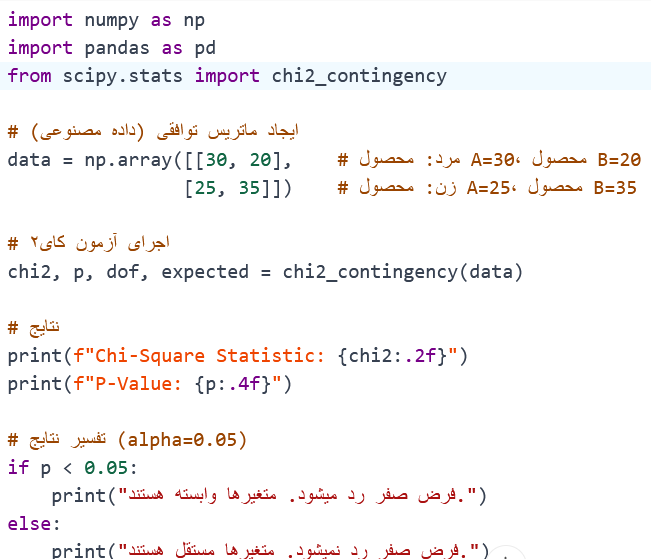 import numpy as np
import pandas as pd
from scipy.stats import chi2_contingency
# ایجاد ماتریس توافقی (داده مصنوعی)
data = np.array([[30, 20],    # مرد: محصول A=30، محصول B=20
                [25, 35]])    # زن: محصول A=25، محصول B=35
# اجرای آزمون کای۲
chi2, p, dof, expected = chi2_contingency(data)
# نتایج
print(f"Chi-Square Statistic: {chi2:.2f}")
print(f"P-Value: {p:.4f}")
# تفسیر نتایج (alpha=0.05)
if p < 0.05:
    print("فرض صفر رد میشود. متغیرها وابسته هستند.")
else:
    print("فرض صفر رد نمیشود. متغیرها مستقل هستند.")